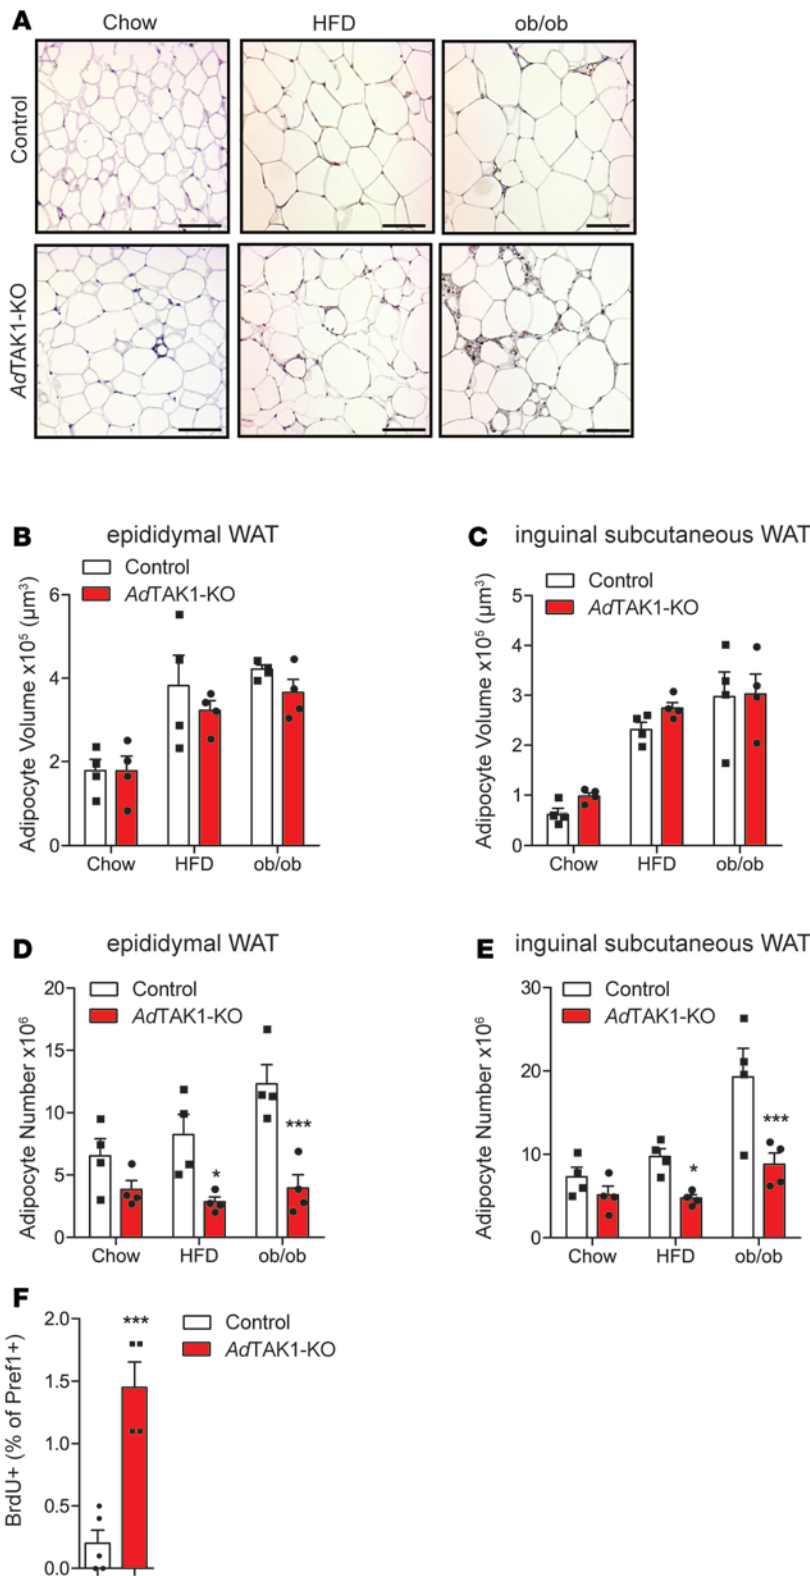 A
Chow HFD ob/ob
Control
AdTAK1-KO
B epididymal WAT
Control
AdTAK1-KO
Adipocyte Volume x10⁵ (µm³)
6
4
2
0
Chow HFD ob/ob
C inguinal subcutaneous WAT
Control
AdTAK1-KO
Adipocyte Volume x10⁵ (µm³)
5
4
3
2
1
0
Chow HFD ob/ob
D epididymal WAT
Control
AdTAK1-KO
Adipocyte Number x10⁶
20
15
10
5
0
*
***
Chow HFD ob/ob
E inguinal subcutaneous WAT
Control
AdTAK1-KO
Adipocyte Number x10⁶
30
20
10
0
*
***
Chow HFD ob/ob
F
Control
AdTAK1-KO
BrdU+ (% of Pref1+)
2.0
1.5
1.0
0.5
0.0
***